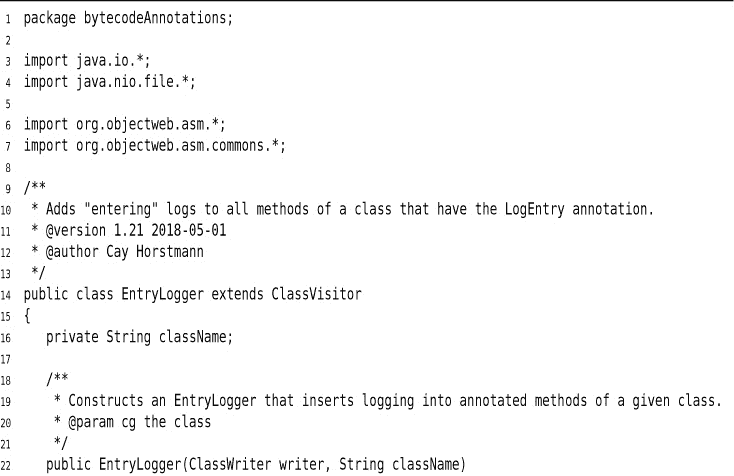 1 package bytecodeAnnotations;
2
3 import java.io.*;
4 import java.nio.file.*;
5
6 import org.objectweb.asm.*;
7 import org.objectweb.asm.commons.*;
8
9 /**
10  * Adds "entering" logs to all methods of a class that have the LogEntry annotation.
11  * @version 1.21 2018-05-01
12  * @author Cay Horstmann
13  */
14 public class EntryLogger extends ClassVisitor
15 {
16    private String className;
17
18    /**
19     * Constructs an EntryLogger that inserts logging into annotated methods of a given class.
20     * @param cg the class
21     */
22    public EntryLogger(ClassWriter writer, String className)